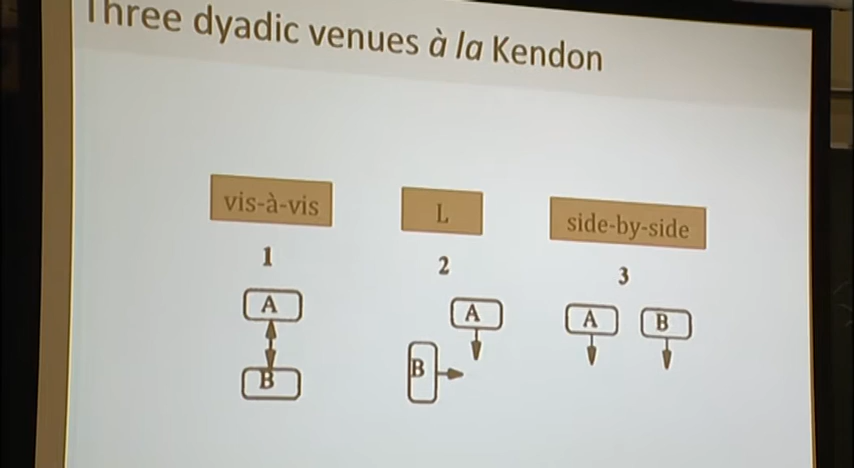 Three dyadic venues à la Kendon
vis-à-vis
L
side-by-side
1
2
3
A
A
A
B
B
B